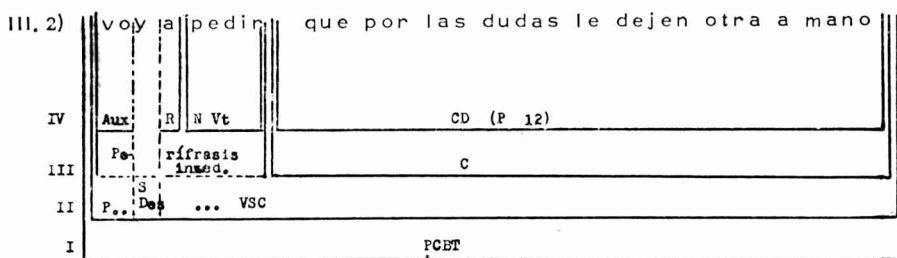 III. 2) voy a pedir que por las dudas le dejen otra a mano
IV Aux R N Vt CD (P 12)
III Pe- rífrasis C
inmed.
S
II P... Des ... VSC
I PCBT